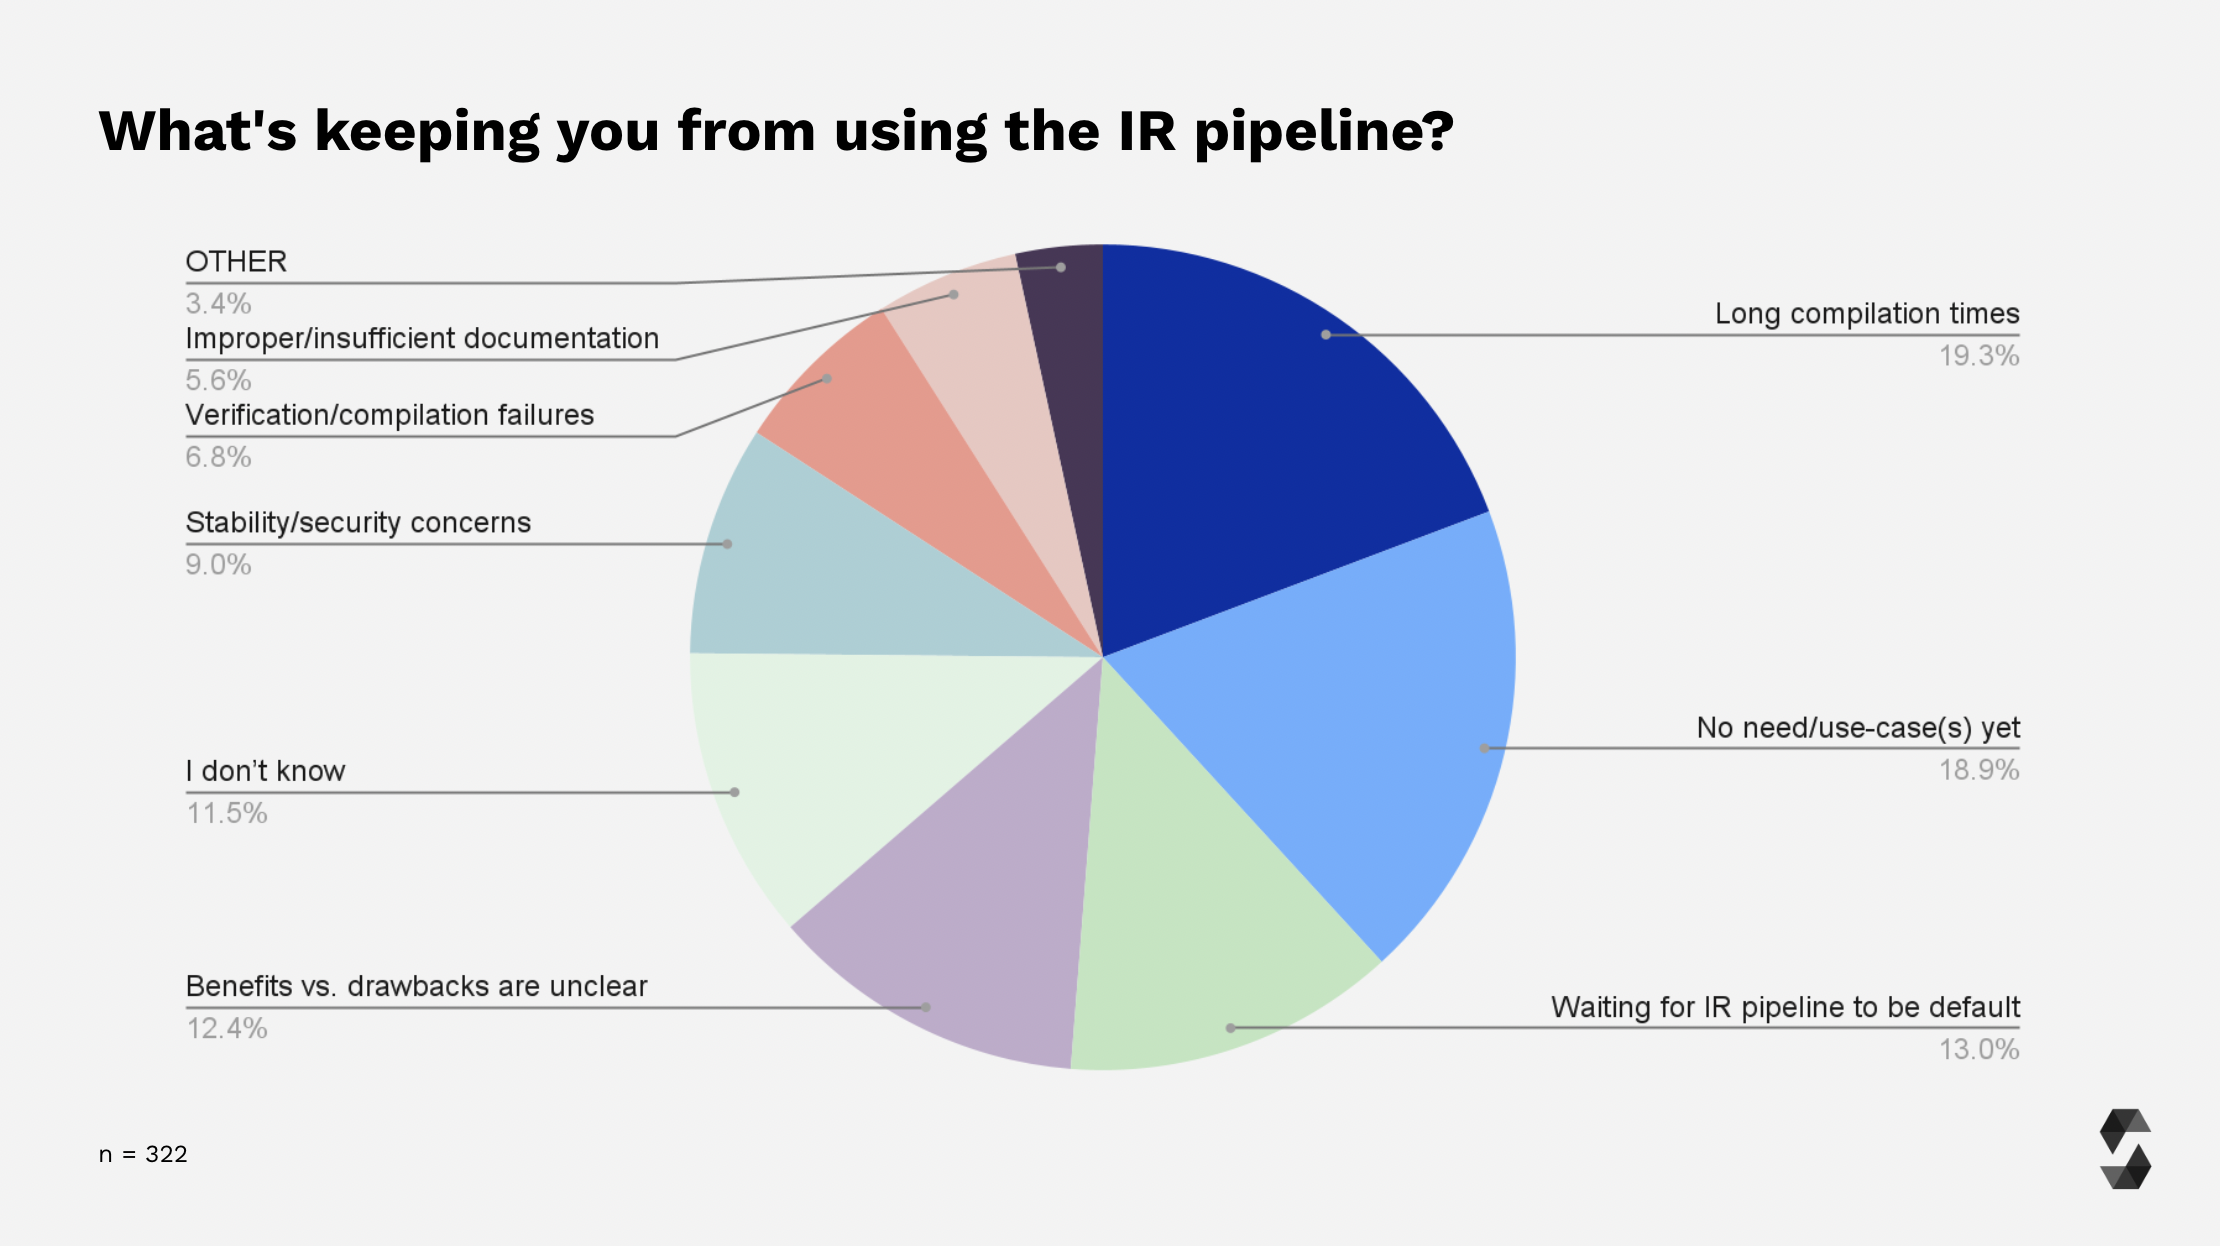 What's keeping you from using the IR pipeline?
OTHER
3.4%
Improper/insufficient documentation
5.6%
Verification/compilation failures
6.8%
Stability/security concerns
9.0%
I don’t know
11.5%
Benefits vs. drawbacks are unclear
12.4%
Long compilation times
19.3%
No need/use-case(s) yet
18.9%
Waiting for IR pipeline to be default
13.0%
n = 322